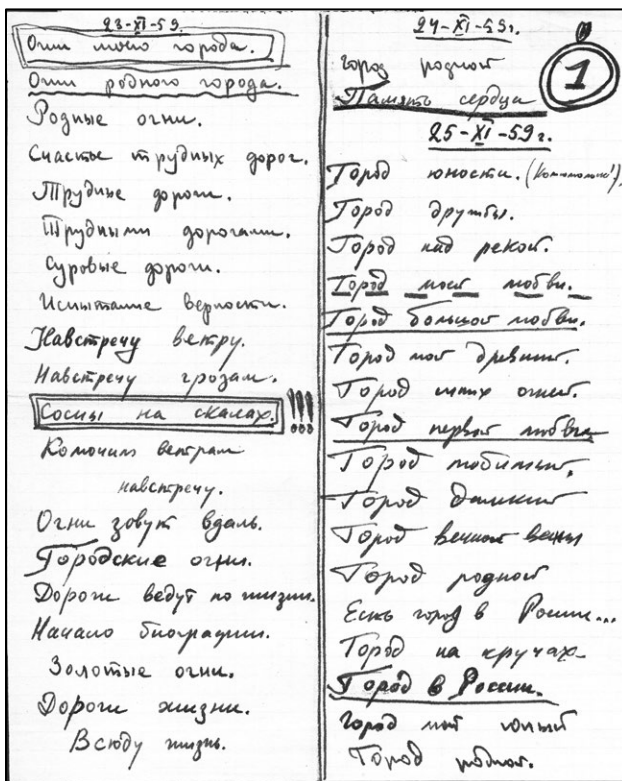 23-XI-59.
Огни моего города.
Огни родного города.
Родные огни.
Счастье трудных дорог.
Трудные дороги.
Трудными дорогами.
Суровые дороги.
Испытание верности.
Навстречу ветру.
Навстречу грозам.
Сосны на скалах. !!!
Колючим ветрам
навстречу.
Огни зовут вдаль.
Городские огни.
Дороги ведут по жизни.
Начало биографии.
Золотые огни.
Дороги жизни.
Всюду жизнь.
24-XI-59г.
1
Город родной
Память сердца
25-XI-59г.
Город юности.
Город дружбы.
Город над рекой.
Город моей любви.
Город большой любви.
Город мой древний.
Город синих огней.
Город первой любви
Город любимый.
Город далекий
Город вечной весны
Город родной
Есть город в России...
Город на кручах
Город в России.
Город мой юный
Город родной.